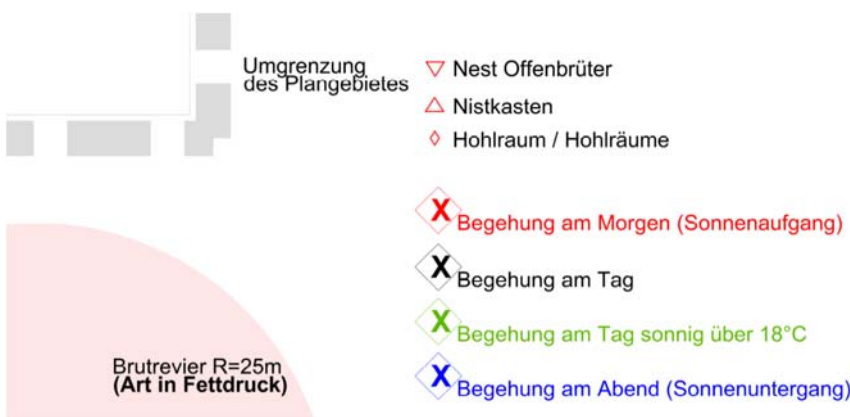 Umgrenzung
des Plangebietes
Nest Offenbrüter
Nistkasten
Hohlraum / Hohlräume
X Begehung am Morgen (Sonnenaufgang)
X Begehung am Tag
X Begehung am Tag sonnig über 18°C
X Begehung am Abend (Sonnenuntergang)
Brutrevier R=25m
(Art in Fettdruck)